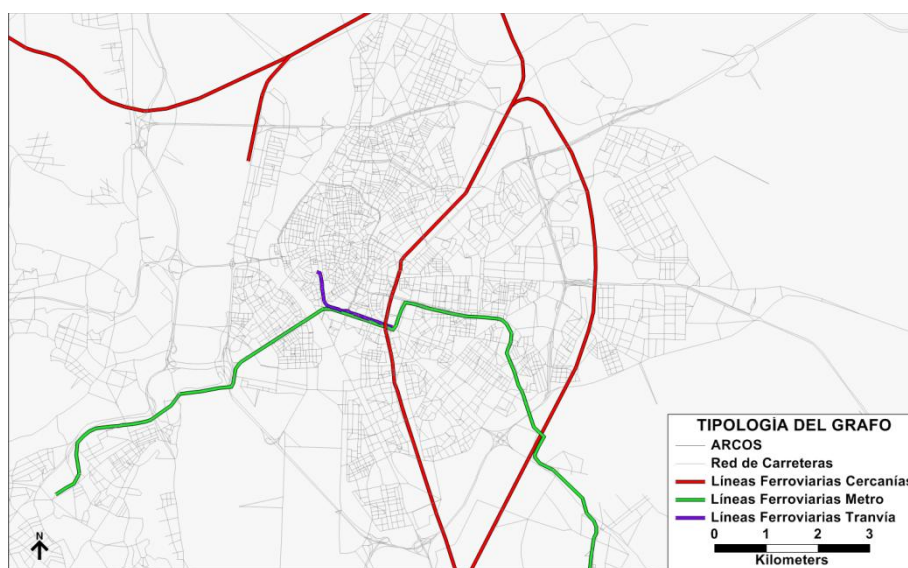 TIPOLOGÌA DEL GRAFO
ARCOS
Red de Carreteras
Líneas Ferroviarias Cercanías
Líneas Ferroviarias Metro
Líneas Ferroviarias Tranvía
0 1 2 3
Kilometers
N